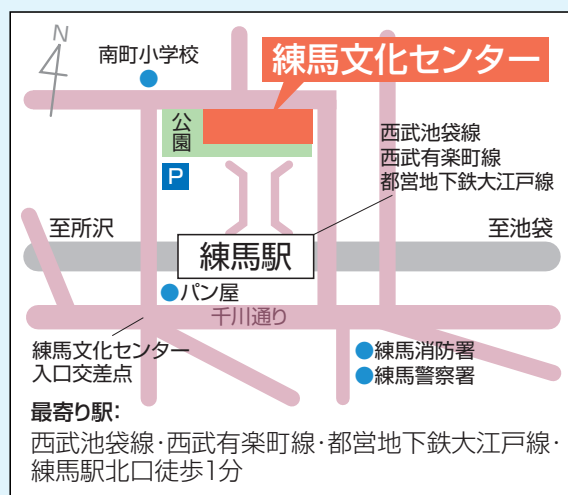 N
南町小学校
練馬文化センター
公園
P
西武池袋線
西武有楽町線
都営地下鉄大江戸線
至所沢
至池袋
練馬駅
パン屋
千川通り
練馬文化センター
入口交差点
練馬消防署
練馬警察署
最寄り駅:
西武池袋線・西武有楽町線・都営地下鉄大江戸線・
練馬駅北口徒歩1分